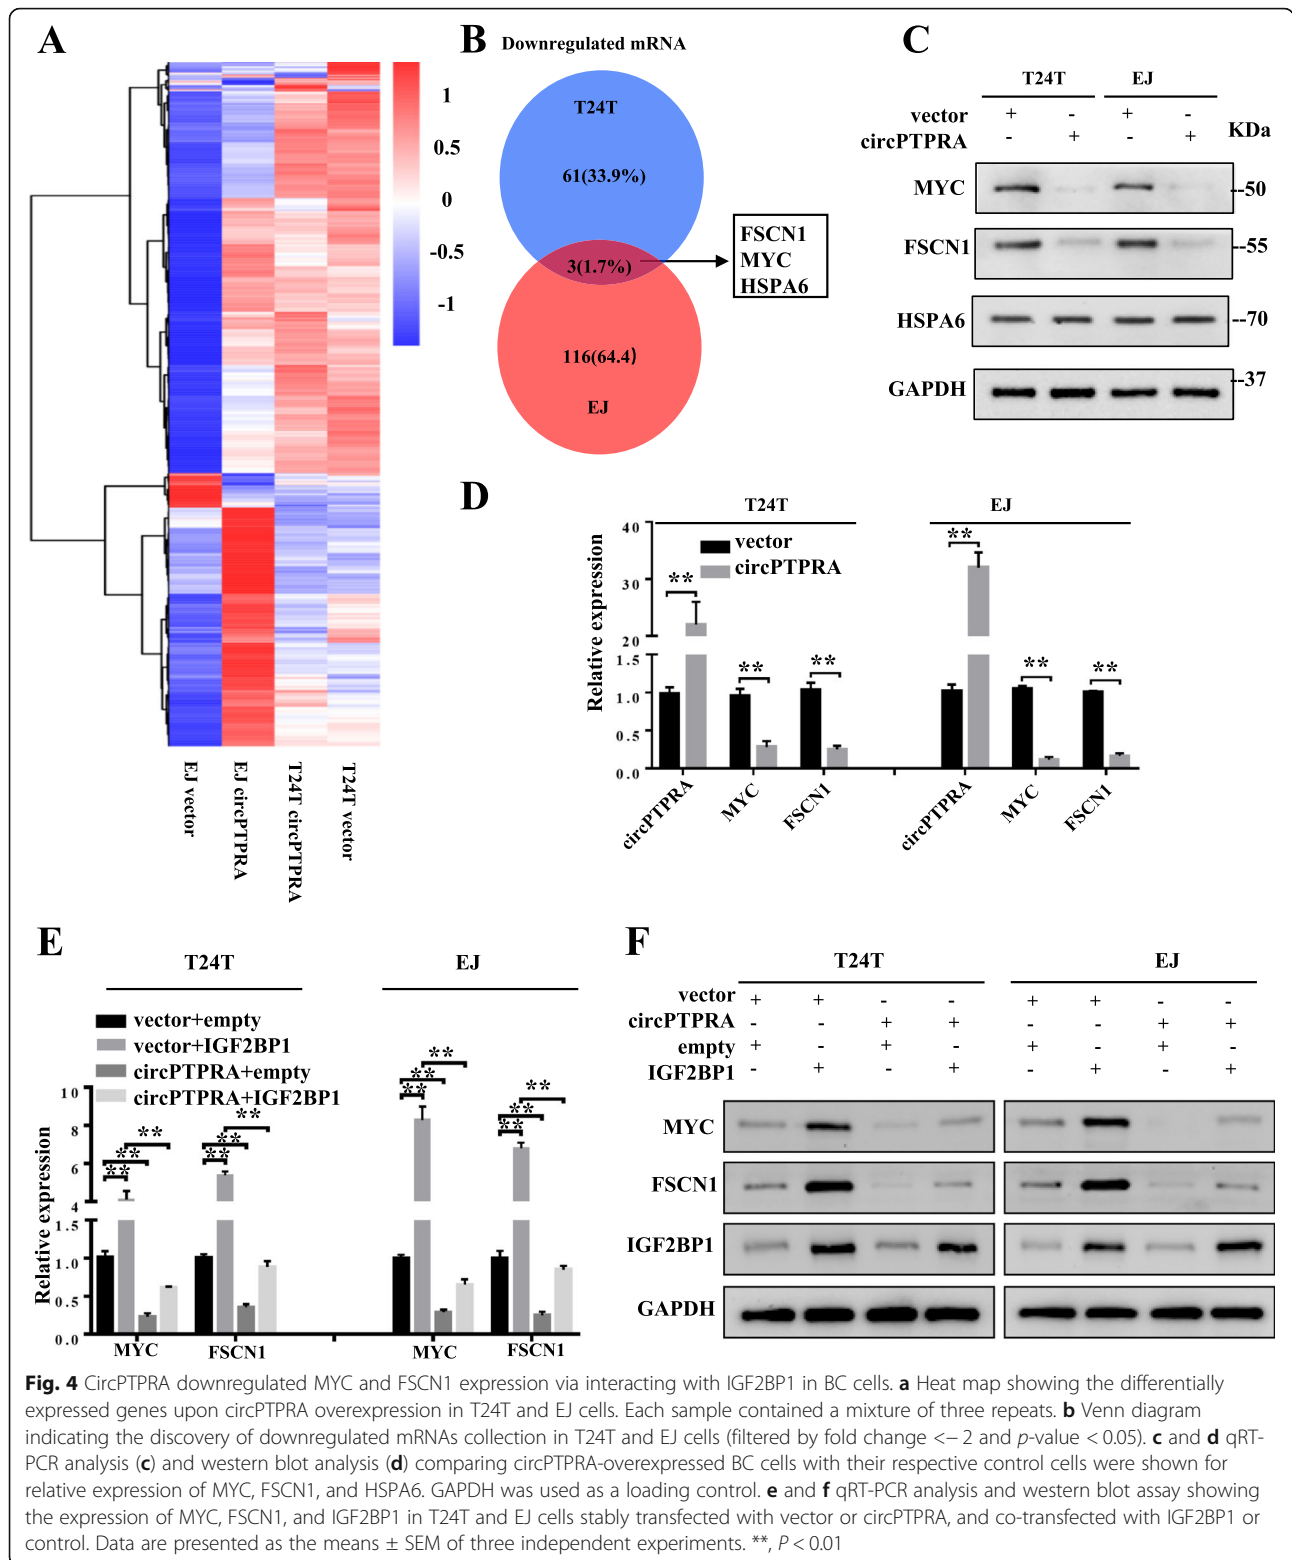 A
1
0.5
0
-0.5
-1
EJ vector
EJ circPTPRA
T24T circPTPRA
T24T vector
B
Downregulated mRNA
T24T
61(33.9%)
3(1.7%)
116(64.4)
EJ
FSCN1
MYC
HSPA6
C
T24T EJ
vector + - + -
circPTPRA - + - + KDa
MYC --50
FSCN1 --55
HSPA6 --70
GAPDH --37
D
T24T EJ
vector
circPTPRA
Relative expression
40
30
20
1.5
1.0
0.5
0.0
** ** ** ** ** **
circPTPRA MYC FSCN1 circPTPRA MYC FSCN1
E
T24T EJ
vector+empty
vector+IGF2BP1
circPTPRA+empty
circPTPRA+IGF2BP1
Relative expression
10
8
6
4
1.5
1.0
0.5
0.0
** ** ** ** ** ** ** ** ** ** ** **
MYC FSCN1 MYC FSCN1
F
T24T EJ
vector + + - - + + - -
circPTPRA - - + + - - + +
empty + - + - + - + -
IGF2BP1 - + - + - + - +
MYC
FSCN1
IGF2BP1
GAPDH
Fig. 4 CircPTPRA downregulated MYC and FSCN1 expression via interacting with IGF2BP1 in BC cells. a Heat map showing the differentially
expressed genes upon circPTPRA overexpression in T24T and EJ cells. Each sample contained a mixture of three repeats. b Venn diagram
indicating the discovery of downregulated mRNAs collection in T24T and EJ cells (filtered by fold change <− 2 and p-value < 0.05). c and d qRT-
PCR analysis (c) and western blot analysis (d) comparing circPTPRA-overexpressed BC cells with their respective control cells were shown for
relative expression of MYC, FSCN1, and HSPA6. GAPDH was used as a loading control. e and f qRT-PCR analysis and western blot assay showing
the expression of MYC, FSCN1, and IGF2BP1 in T24T and EJ cells stably transfected with vector or circPTPRA, and co-transfected with IGF2BP1 or
control. Data are presented as the means ± SEM of three independent experiments. **, P < 0.01